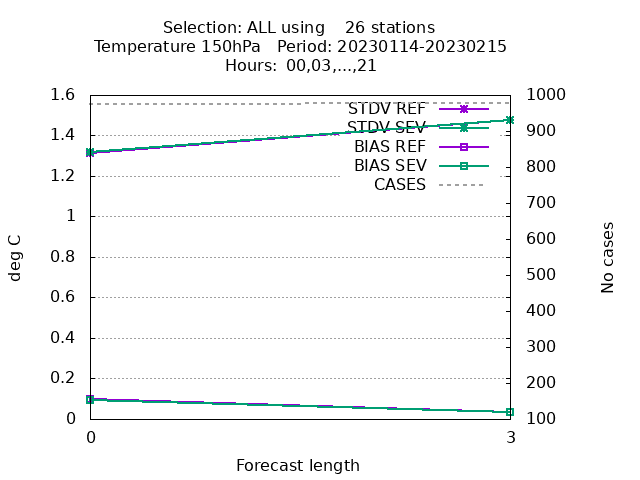 Selection: ALL using    26 stations
Temperature 150hPa   Period: 20230114-20230215
Hours: 00,03,...,21
1.6
1.4
1.2
1
0.8
0.6
0.4
0.2
0
deg C
STDV REF
STDV SEV
BIAS REF
BIAS SEV
CASES
1000
900
800
700
600
500
400
300
200
100
No cases
0
3
Forecast length